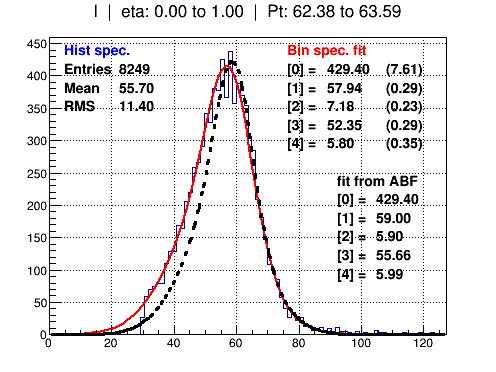 I | eta: 0.00 to 1.00 | Pt: 62.38 to 63.59
Hist spec.
Entries 8249
Mean 55.70
RMS 11.40
Bin spec. fit
[0] = 429.40 (7.61)
[1] = 57.94 (0.29)
[2] = 7.18 (0.23)
[3] = 52.35 (0.29)
[4] = 5.80 (0.35)
fit from ABF
[0] = 429.40
[1] = 59.00
[2] = 5.90
[3] = 55.66
[4] = 5.99
450
400
350
300
250
200
150
100
50
0
0 20 40 60 80 100 120